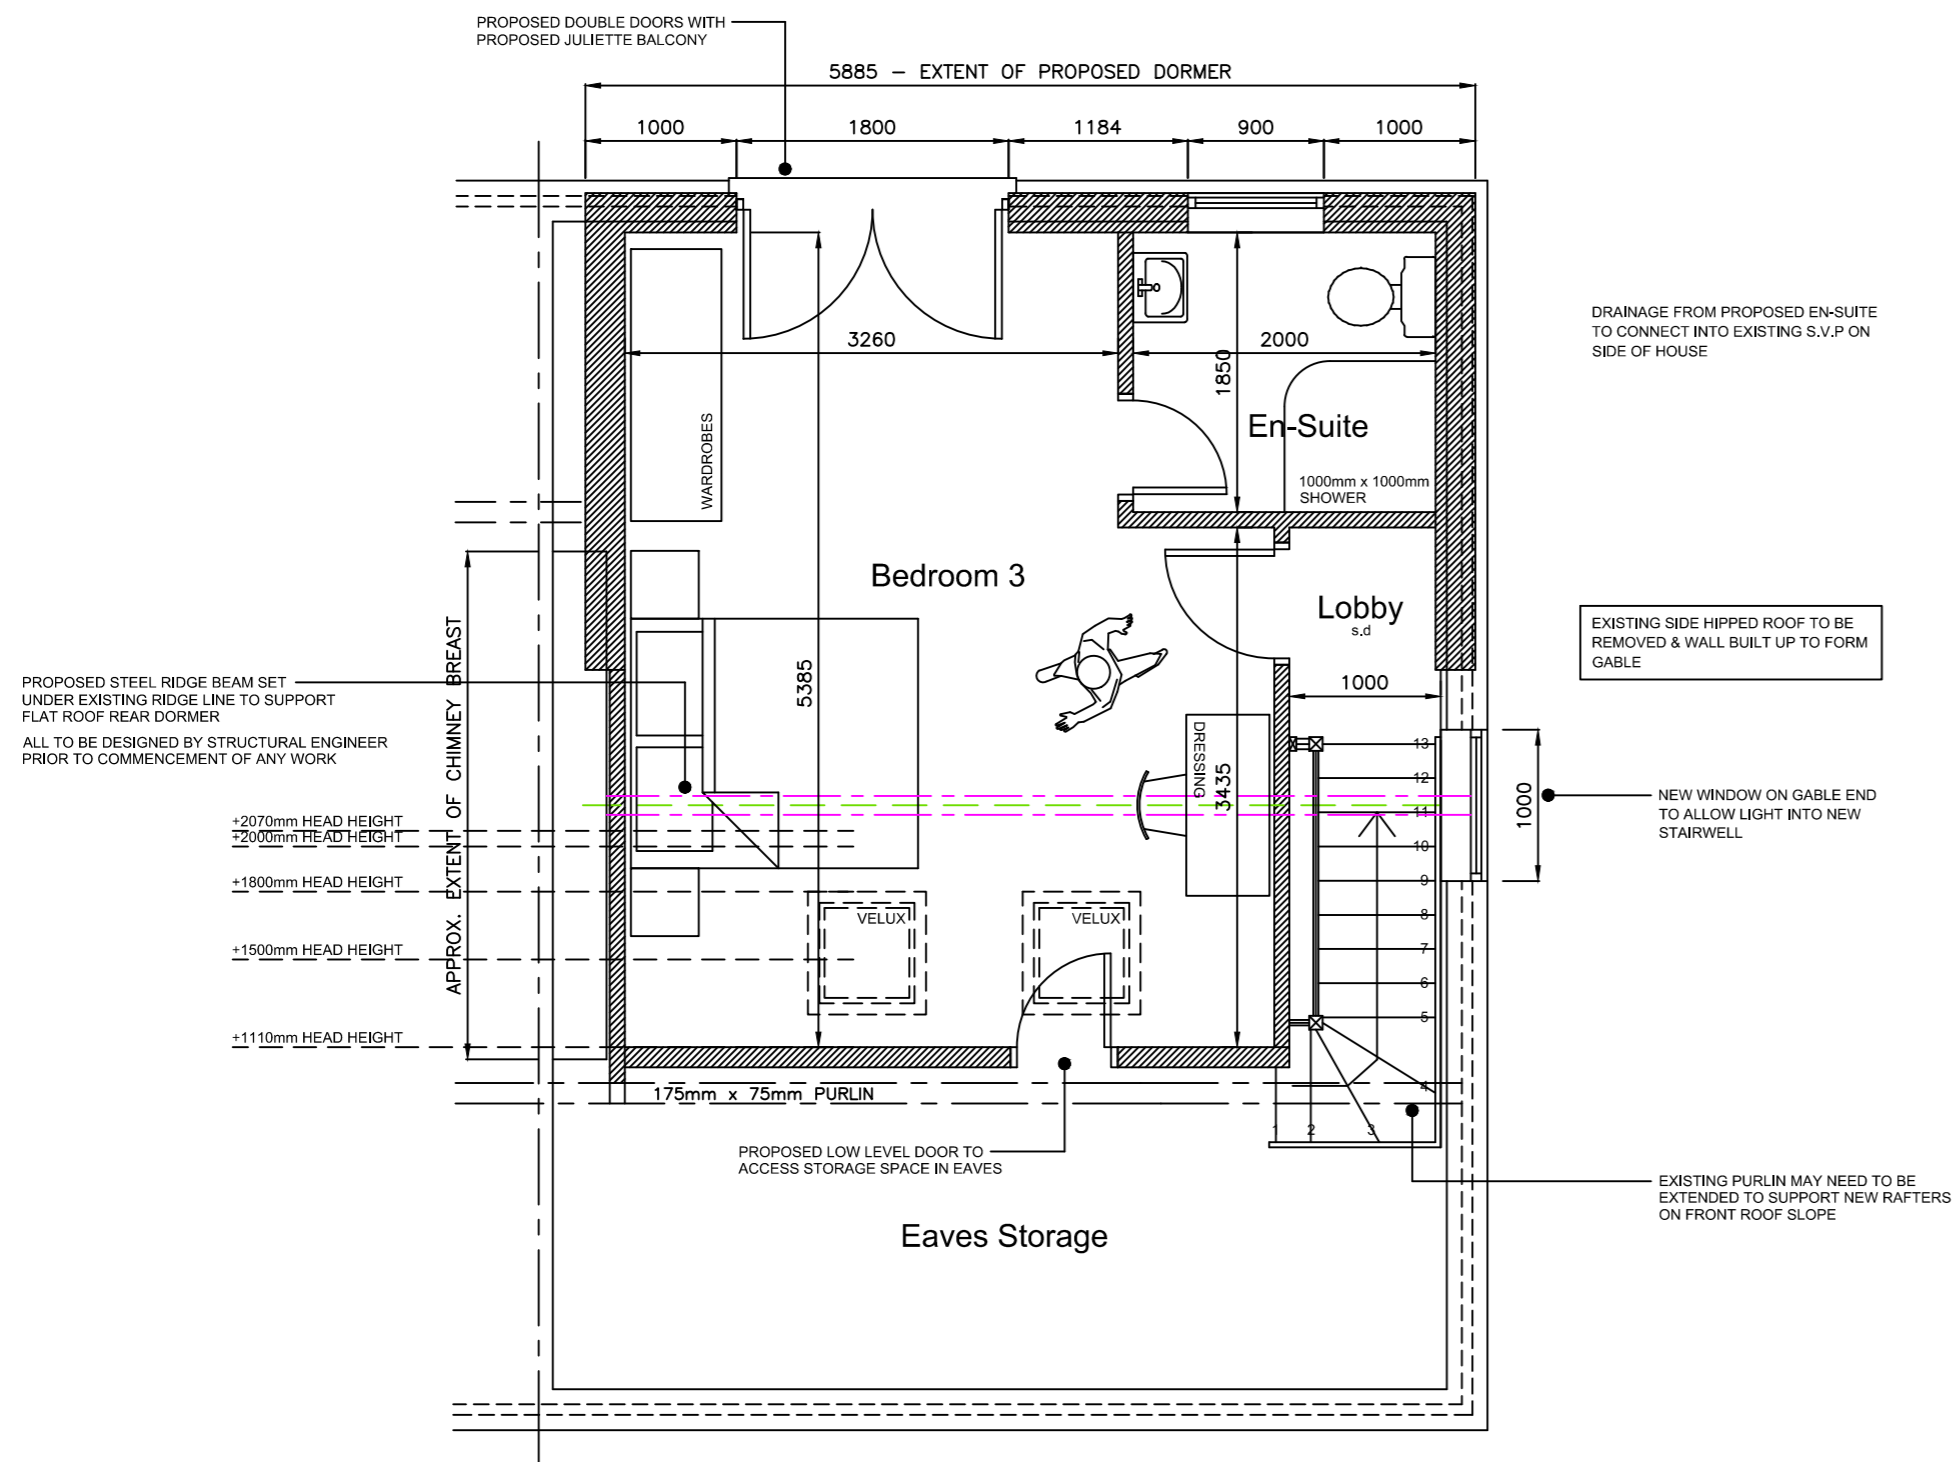 PROPOSED DOUBLE DOORS WITH
PROPOSED JULIETTE BALCONY
5885 – EXTENT OF PROPOSED DORMER
1000
1800
1184
900
1000
3260
2000
1850
WARDROBES
En-Suite
1000mm x 1000mm
SHOWER
DRAINAGE FROM PROPOSED EN-SUITE
TO CONNECT INTO EXISTING S.V.P ON
SIDE OF HOUSE
Bedroom 3
Lobby
s.d
EXISTING SIDE HIPPED ROOF TO BE
REMOVED & WALL BUILT UP TO FORM
GABLE
1000
5385
3435
DRESSING
APPROX. EXTENT OF CHIMNEY BREAST
PROPOSED STEEL RIDGE BEAM SET
UNDER EXISTING RIDGE LINE TO SUPPORT
FLAT ROOF REAR DORMER
ALL TO BE DESIGNED BY STRUCTURAL ENGINEER
PRIOR TO COMMENCEMENT OF ANY WORK
13
12
11
10
9
8
7
6
5
4
3
2
1
1000
NEW WINDOW ON GABLE END
TO ALLOW LIGHT INTO NEW
STAIRWELL
+2070mm HEAD HEIGHT
+2000mm HEAD HEIGHT
+1800mm HEAD HEIGHT
+1500mm HEAD HEIGHT
+1110mm HEAD HEIGHT
VELUX
VELUX
175mm x 75mm PURLIN
PROPOSED LOW LEVEL DOOR TO
ACCESS STORAGE SPACE IN EAVES
EXISTING PURLIN MAY NEED TO BE
EXTENDED TO SUPPORT NEW RAFTERS
ON FRONT ROOF SLOPE
Eaves Storage